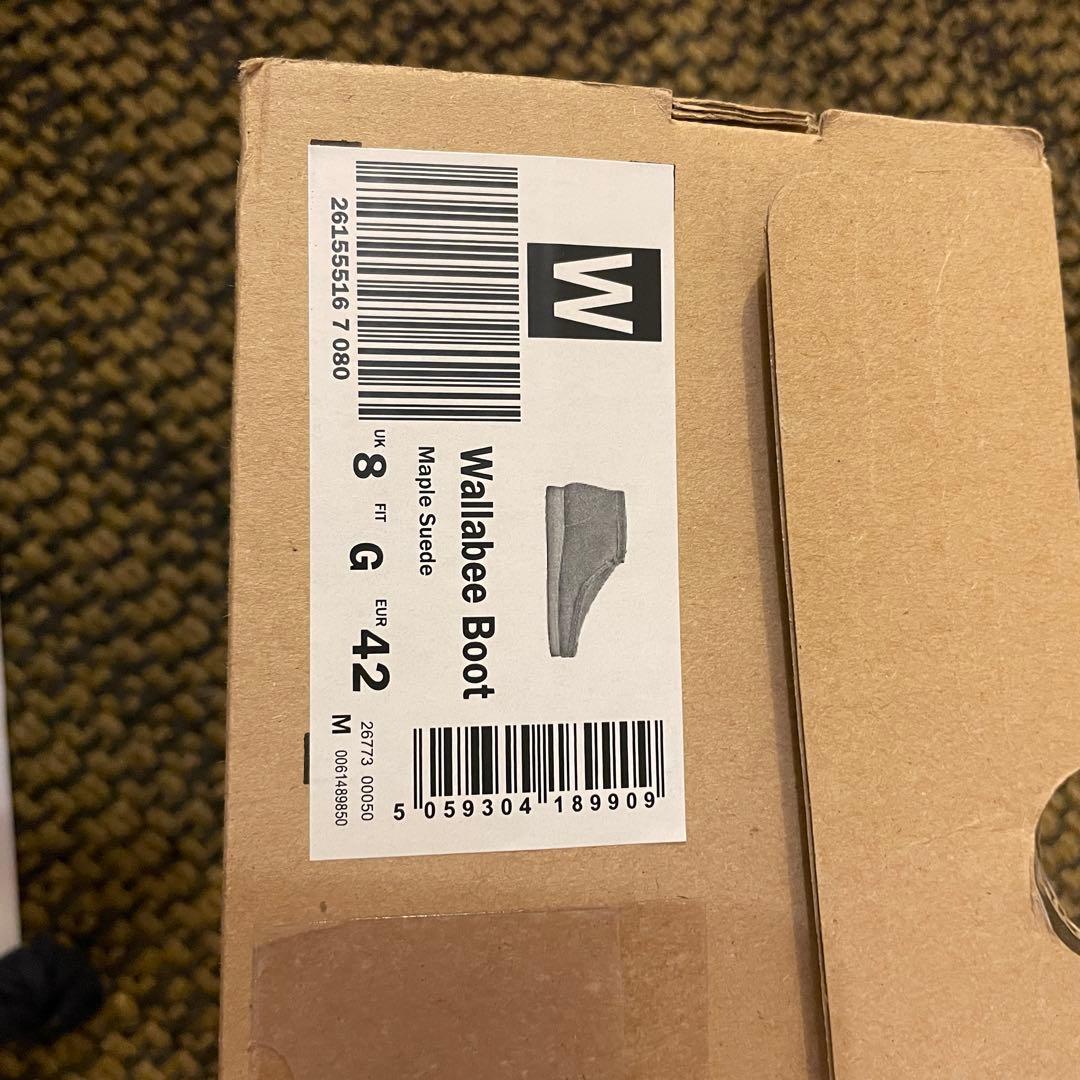 W
Wallabee Boot
Maple Suede
26155516 7 080
UK 8 FIT G EUR 42
26773 00050
M 0061489850
5 059304 189909